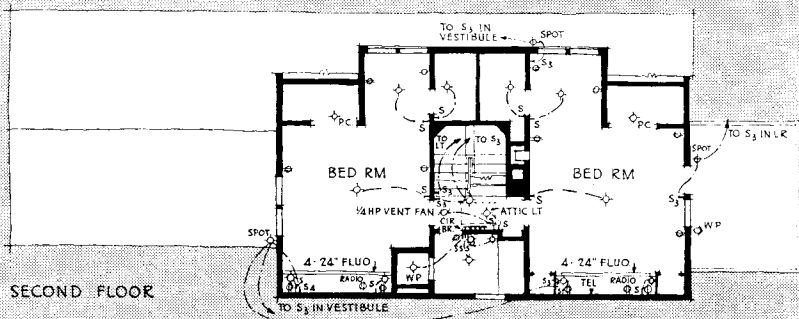 TO S3 IN
VESTIBULE
SPOT
S3
S
S
PC
PC
S
S
TO LT
TO S3
TO S3 IN LR
SPOT
BED RM
BED RM
S
S3
S
S3
1/4 HP VENT FAN
ATTIC LT
CIR
BR
S
SPOT
S S S
WP
4-24" FLUO
4-24" FLUO
WP
RADIO
S
S4
S3
TEL
RADIO
S
SECOND FLOOR
TO S3 IN VESTIBULE